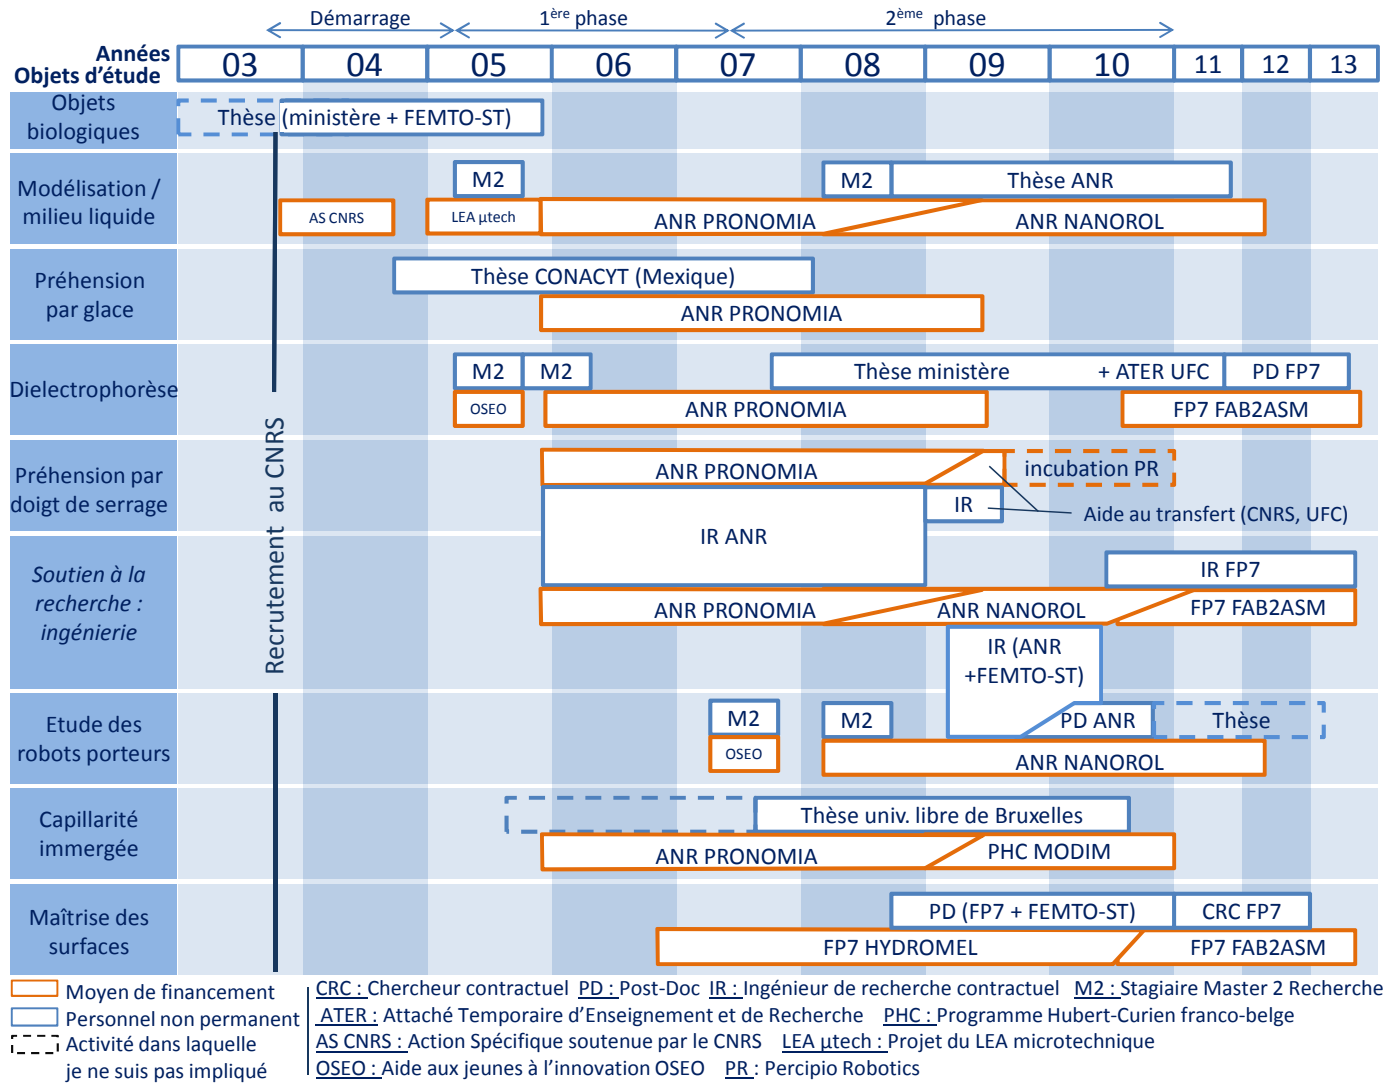 Démarrage 1ère phase 2ème phase
Années
Objets d'étude
03 04 05 06 07 08 09 10 11 12 13
Objets
biologiques
Thèse (ministère + FEMTO-ST)
Modélisation /
milieu liquide
M2 M2 Thèse ANR
AS CNRS LEA µtech ANR PRONOMIA ANR NANOROL
Préhension
par glace
Thèse CONACYT (Mexique)
ANR PRONOMIA
Dielectrophorèse
M2 M2 Thèse ministère + ATER UFC PD FP7
OSEO ANR PRONOMIA FP7 FAB2ASM
Recrutement au CNRS
Préhension par
doigt de serrage
ANR PRONOMIA incubation PR
IR ANR IR
Aide au transfert (CNRS, UFC)
Soutien à la
recherche :
ingénierie
IR FP7
ANR PRONOMIA ANR NANOROL FP7 FAB2ASM
IR (ANR
+FEMTO-ST)
Etude des
robots porteurs
M2 M2 PD ANR Thèse
OSEO ANR NANOROL
Capillarité
immergée
Thèse univ. libre de Bruxelles
ANR PRONOMIA PHC MODIM
Maîtrise des
surfaces
PD (FP7 + FEMTO-ST) CRC FP7
FP7 HYDROMEL FP7 FAB2ASM
Moyen de financement
Personnel non permanent
Activité dans laquelle
je ne suis pas impliqué
CRC : Chercheur contractuel PD : Post-Doc IR : Ingénieur de recherche contractuel M2 : Stagiaire Master 2 Recherche
ATER : Attaché Temporaire d'Enseignement et de Recherche PHC : Programme Hubert-Curien franco-belge
AS CNRS : Action Spécifique soutenue par le CNRS LEA µtech : Projet du LEA microtechnique
OSEO : Aide aux jeunes à l'innovation OSEO PR : Percipio Robotics